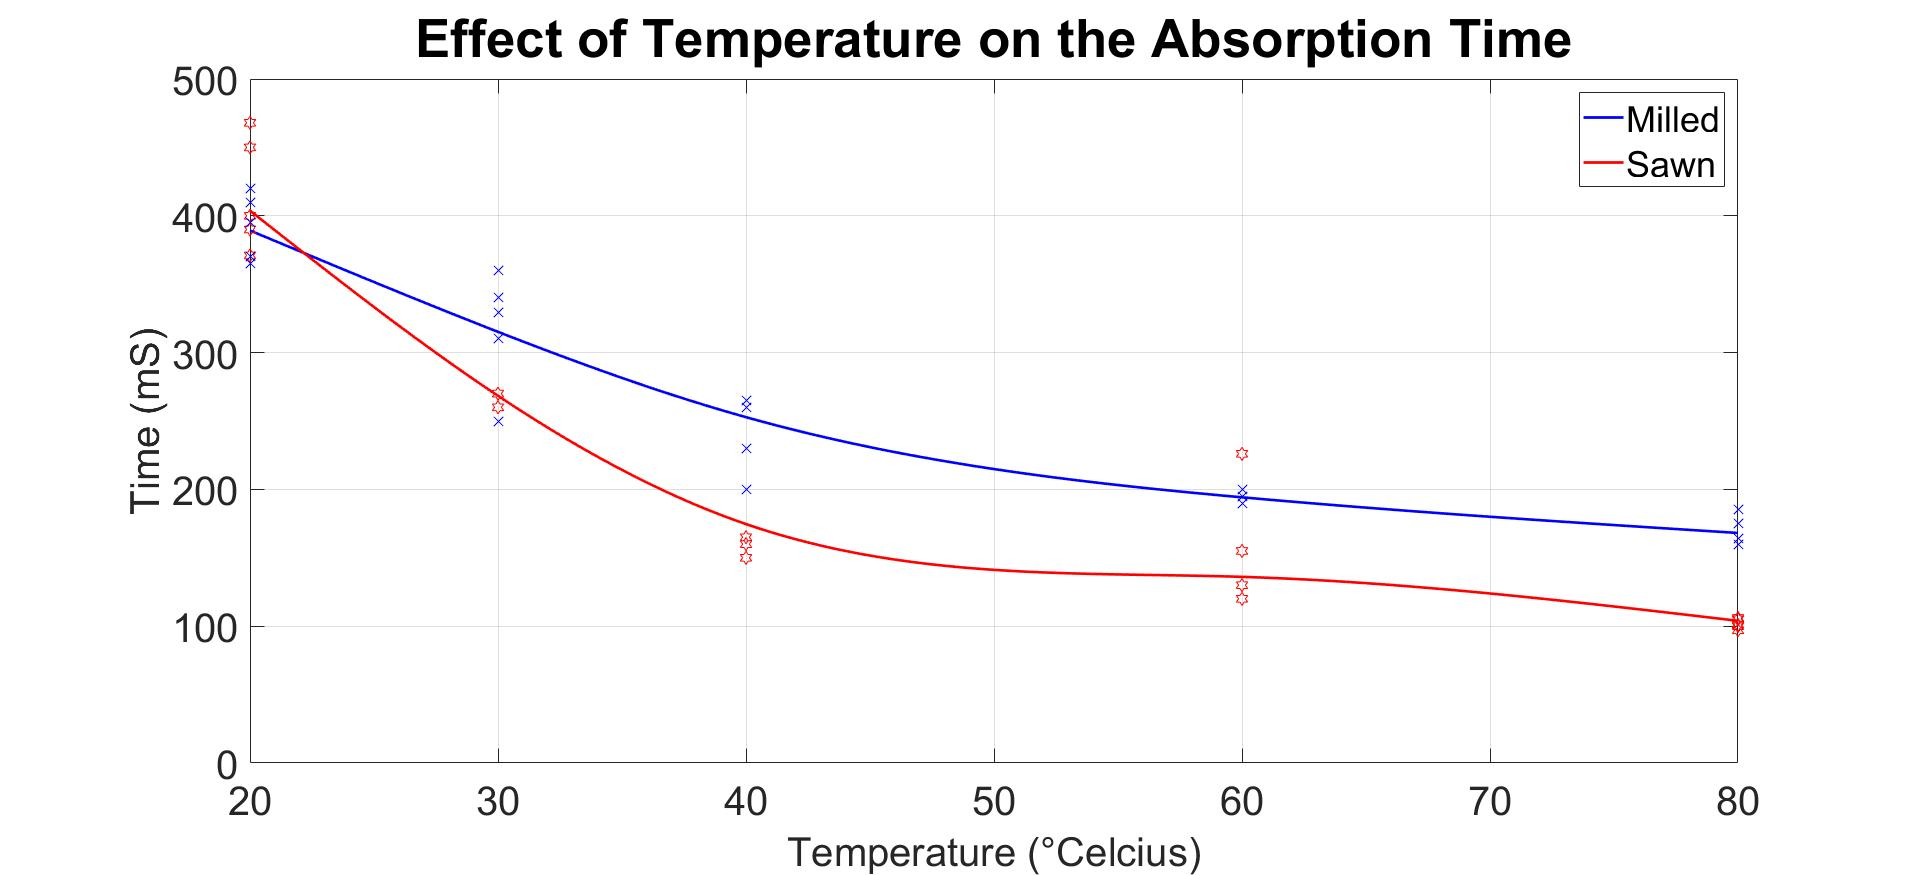 Effect of Temperature on the Absorption Time
500
400
300
200
100
0
Time (mS)
Milled
Sawn
20 30 40 50 60 70 80
Temperature (°Celcius)